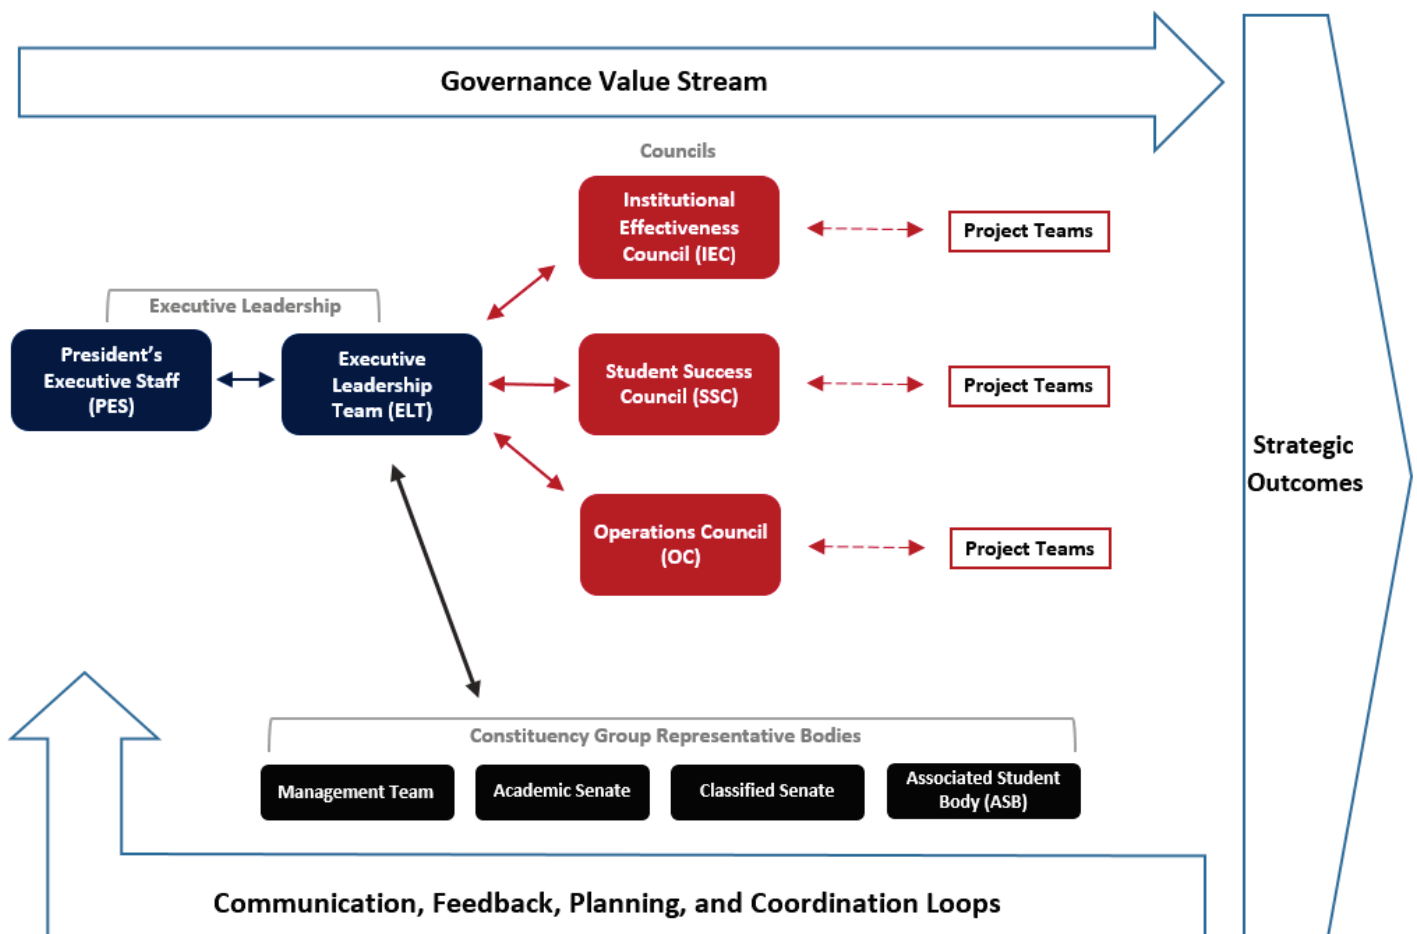 Governance Value Stream
Councils
Institutional
Effectiveness
Council (IEC)
Project Teams
Executive Leadership
President’s
Executive Staff
(PES)
Executive
Leadership
Team (ELT)
Student Success
Council (SSC)
Project Teams
Operations Council
(OC)
Project Teams
Strategic
Outcomes
Constituency Group Representative Bodies
Management Team
Academic Senate
Classified Senate
Associated Student
Body (ASB)
Communication, Feedback, Planning, and Coordination Loops